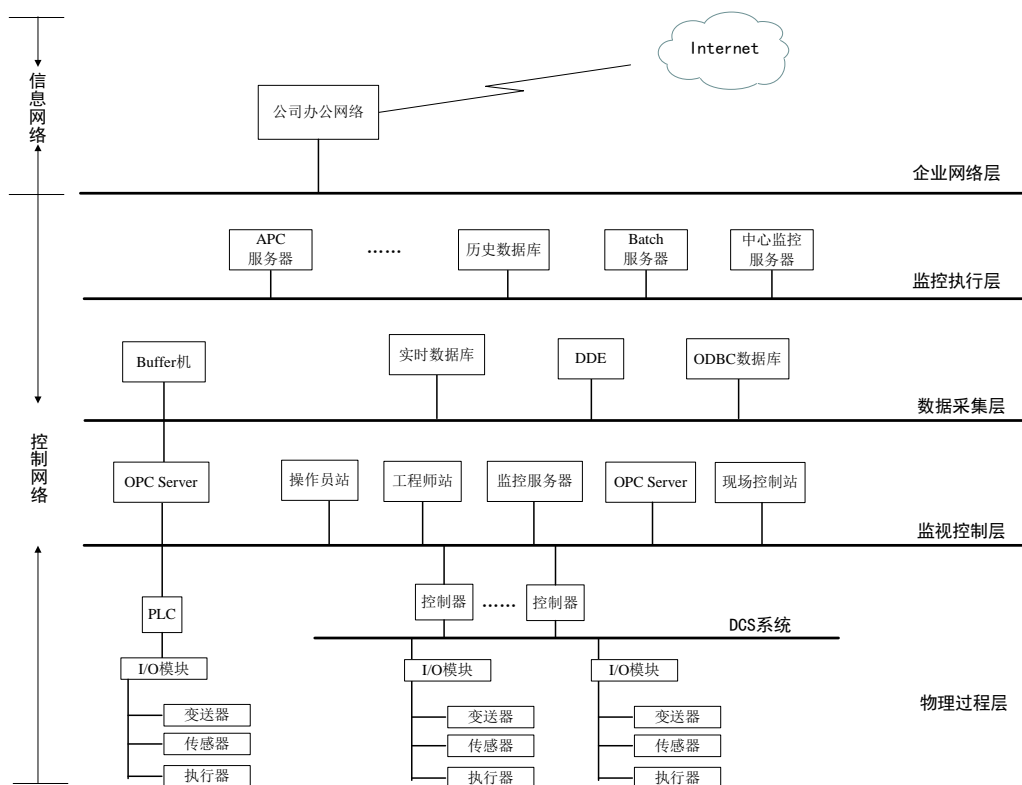 Internet
信息网络
公司办公网络
企业网络层
APC
服务器
……
历史数据库
Batch
服务器
中心监控
服务器
监控执行层
Buffer机
实时数据库
DDE
ODBC数据库
数据采集层
控制网络
OPC Server
操作员站
工程师站
监控服务器
OPC Server
现场控制站
监视控制层
PLC
控制器
……
控制器
DCS系统
I/O模块
I/O模块
I/O模块
物理过程层
变送器
变送器
变送器
传感器
传感器
传感器
执行器
执行器
执行器